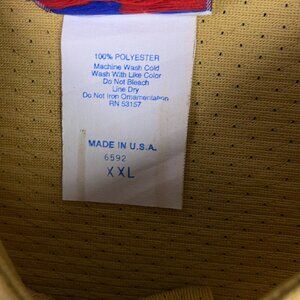 100% POLYESTER
Machine Wash Cold
Wash With Like Color
Do Not Bleach
Line Dry
Do Not Iron Ornamentation
RN 53157
MADE IN U.S.A.
6592
XXL